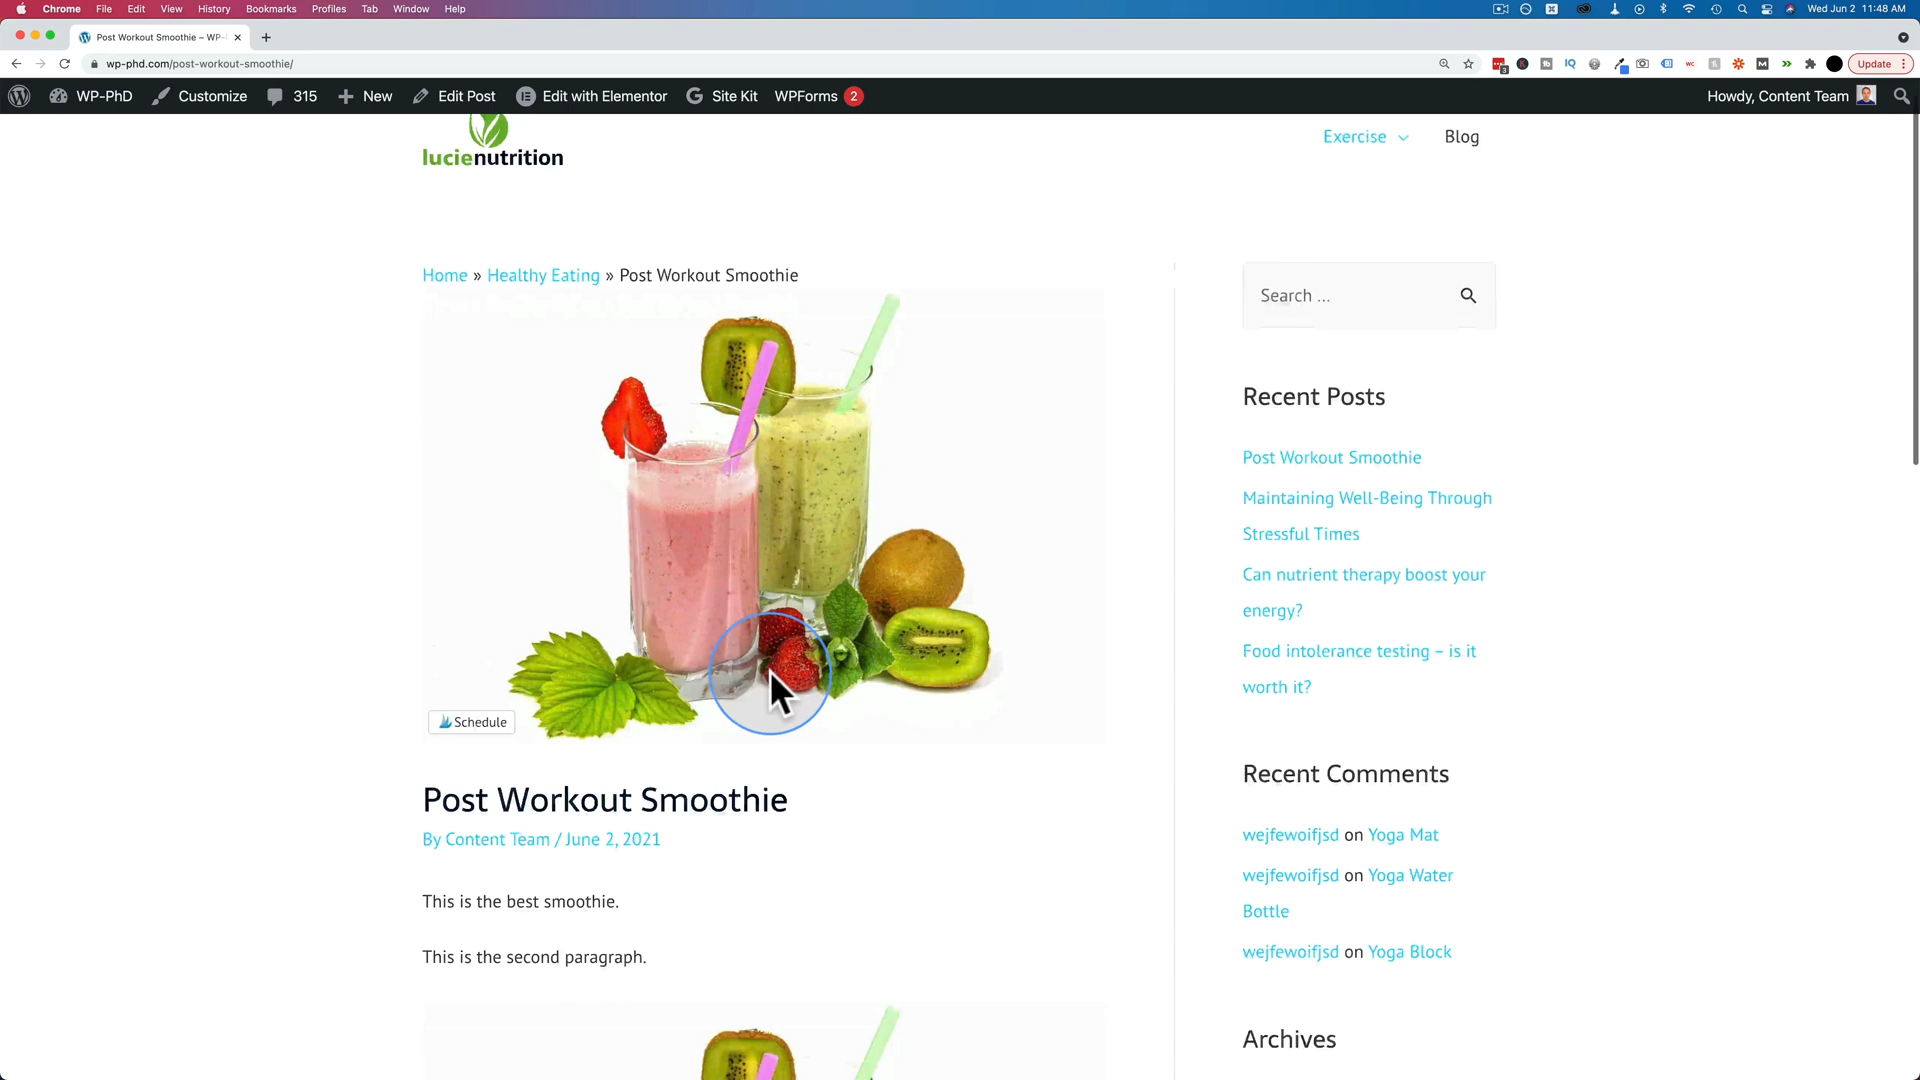 Chrome File Edit View History Bookmarks Profiles Tab Window Help Wed Jun 2 11:48 AM
Post Workout Smoothie – WP-
wp-phd.com/post-workout-smoothie/ Update
WP-PhD Customize 315 New Edit Post Edit with Elementor Site Kit WPForms 2 Howdy, Content Team
lucienutrition
Exercise Blog
Home » Healthy Eating » Post Workout Smoothie
Schedule
Post Workout Smoothie
By Content Team / June 2, 2021
This is the best smoothie.
This is the second paragraph.
Search ...
Recent Posts
Post Workout Smoothie
Maintaining Well-Being Through
Stressful Times
Can nutrient therapy boost your
energy?
Food intolerance testing – is it
worth it?
Recent Comments
wejfewoifjsd on Yoga Mat
wejfewoifjsd on Yoga Water
Bottle
wejfewoifjsd on Yoga Block
Archives